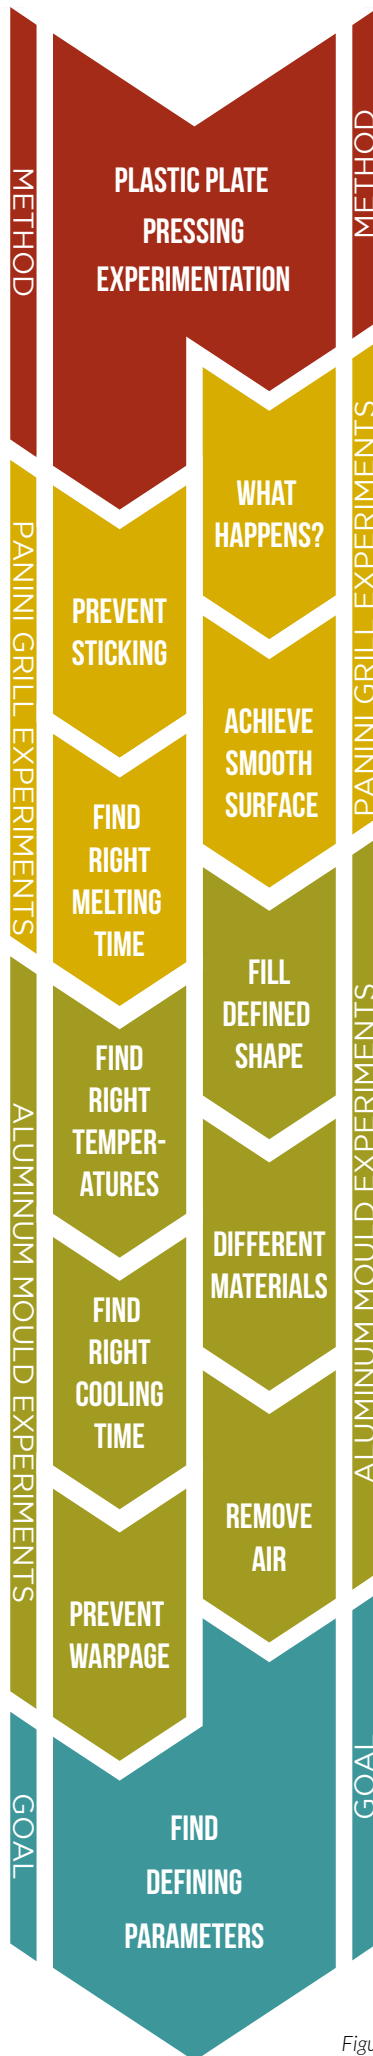 METHOD
METHOD
PLASTIC PLATE
PRESSING
EXPERIMENTATION
PANINI GRILL EXPERIMENTS
PANINI GRILL EXPERIMENTS
WHAT
HAPPENS?
PREVENT
STICKING
ACHIEVE
SMOOTH
SURFACE
FIND
RIGHT
MELTING
TIME
ALUMINUM MOULD EXPERIMENTS
ALUMINUM MOULD EXPERIMENTS
FILL
DEFINED
SHAPE
FIND
RIGHT
TEMPER-
ATURES
DIFFERENT
MATERIALS
FIND
RIGHT
COOLING
TIME
REMOVE
AIR
PREVENT
WARPAGE
GOAL
GOAL
FIND
DEFINING
PARAMETERS